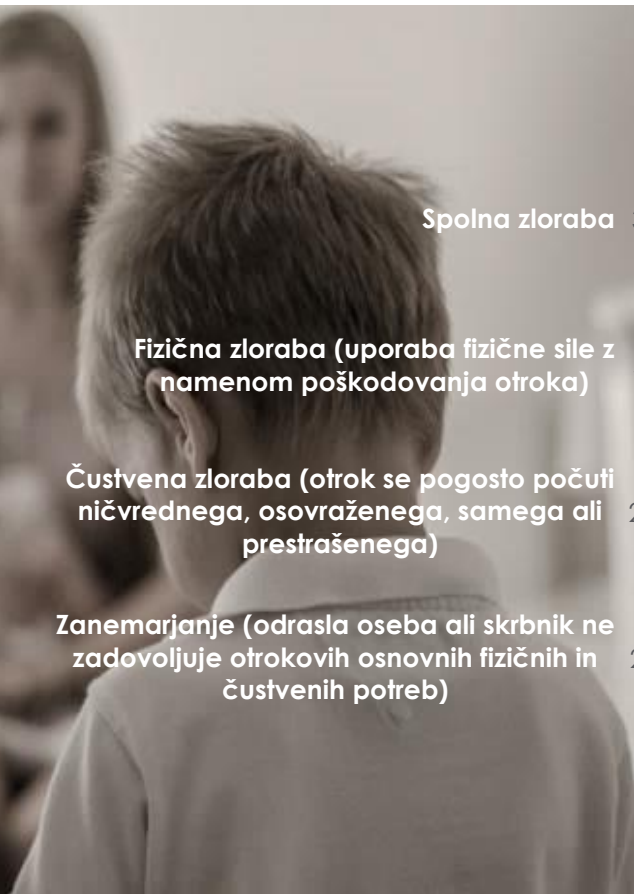 Spolna zloraba
Fizična zloraba (uporaba fizične sile z
namenom poškodovanja otroka)
Čustvena zloraba (otrok se pogosto počuti
ničvrednega, osovraženega, samega ali
prestrašenega)
Zanemarjanje (odrasla oseba ali skrbnik ne
zadovoljuje otrokovih osnovnih fizičnih in
čustvenih potreb)